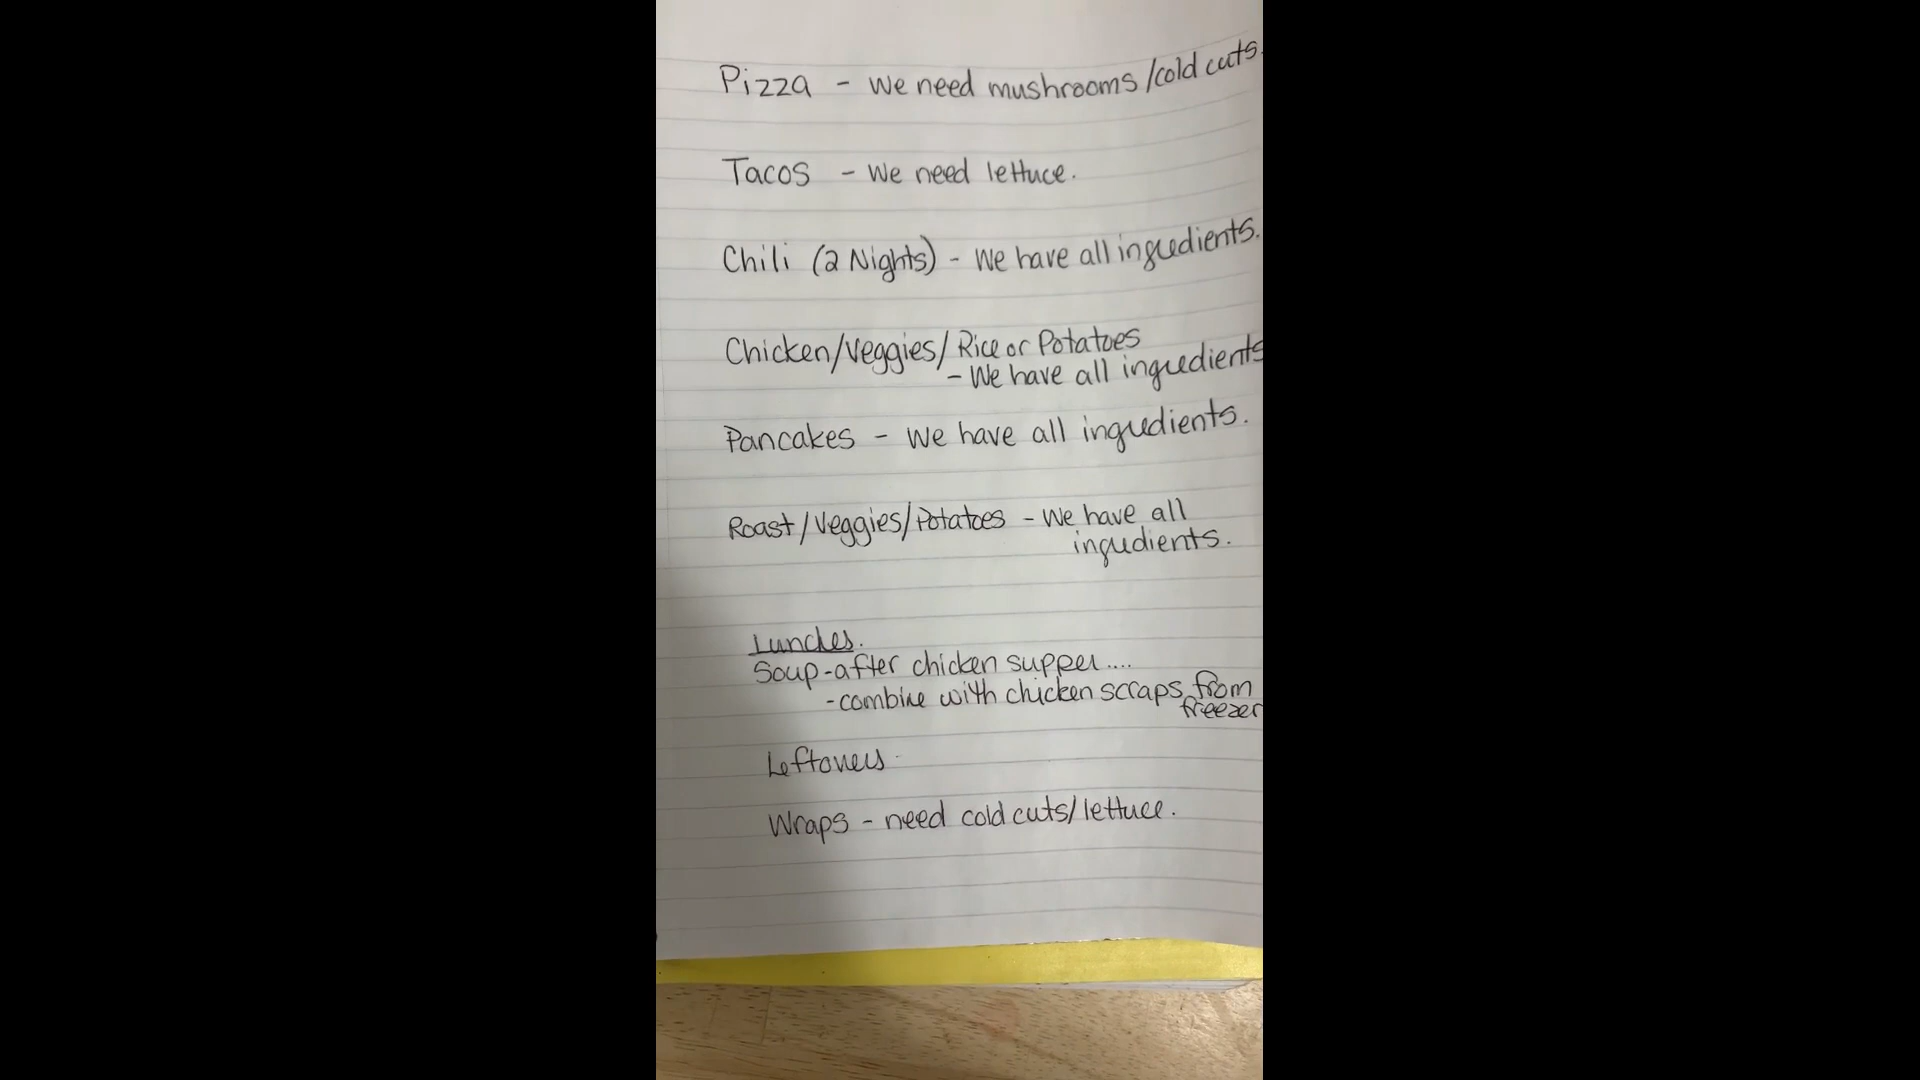 Pizza - We need mushrooms/cold cuts.
Tacos - We need lettuce.
Chili (2 Nights) - We have all ingredients.
Chicken/Veggies/Rice or Potatoes
- We have all ingredients
Pancakes - We have all ingredients.
Roast/Veggies/Potatoes - We have all
ingredients.
Lunches.
Soup - after chicken supper....
- combine with chicken scraps from
freezer
Leftovers
Wraps - need cold cuts/lettuce.